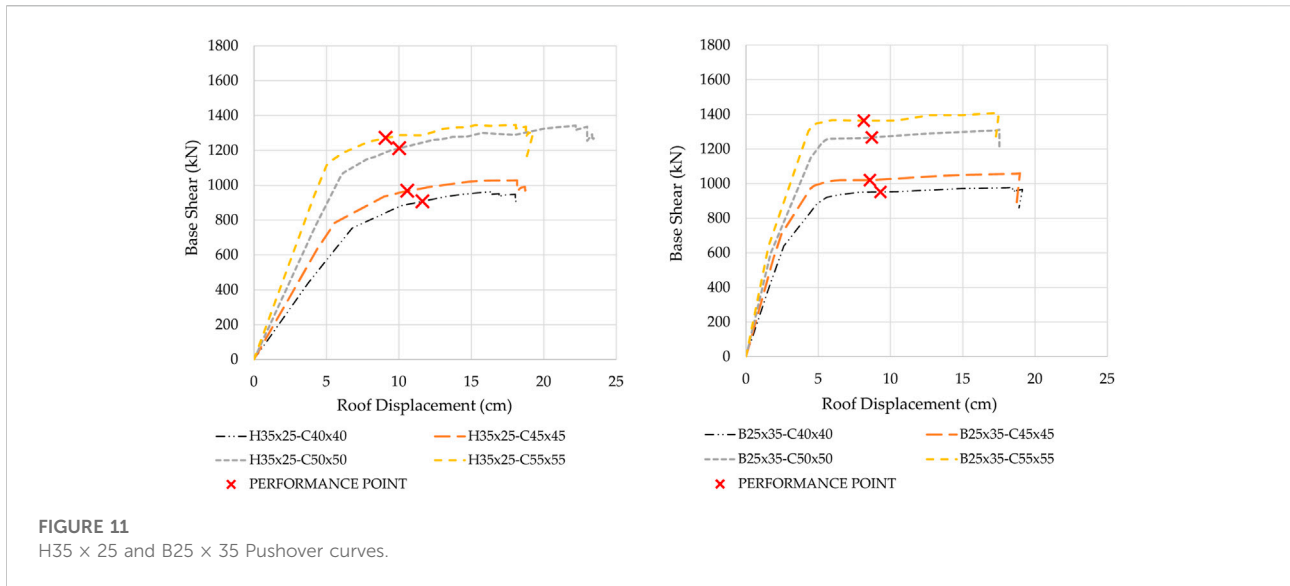 1800
1600
1400
1200
1000
800
600
400
200
0
Base Shear (kN)
0 5 10 15 20 25
Roof Displacement (cm)
H35x25-C40x40 H35x25-C45x45
H35x25-C50x50 H35x25-C55x55
PERFORMANCE POINT
1800
1600
1400
1200
1000
800
600
400
200
0
Base Shear (kN)
0 5 10 15 20 25
Roof Displacement (cm)
B25x35-C40x40 B25x35-C45x45
B25x35-C50x50 B25x35-C55x55
PERFORMANCE POINT
FIGURE 11
H35 × 25 and B25 × 35 Pushover curves.